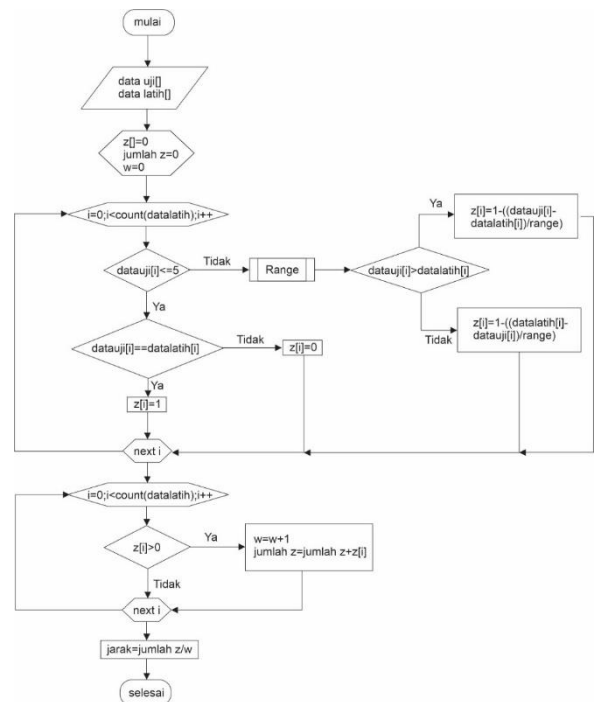 mulai
data uji[]
data latih[]
z[]=0
jumlah z=0
w=0
i=0;i<count(datalatih);i++
datauji[i]<=5
Tidak
Range
datauji[i]>datalatih[i]
Ya
z[i]=1-((datauji[i]-
datalatih[i])/range)
Tidak
z[i]=1-((datalatih[i]-
datauji[i])/range)
Ya
datauji[i]==datalatih[i]
Tidak
z[i]=0
Ya
z[i]=1
next i
i=0;i<count(datalatih);i++
z[i]>0
Ya
w=w+1
jumlah z=jumlah z+z[i]
Tidak
next i
jarak=jumlah z/w
selesai